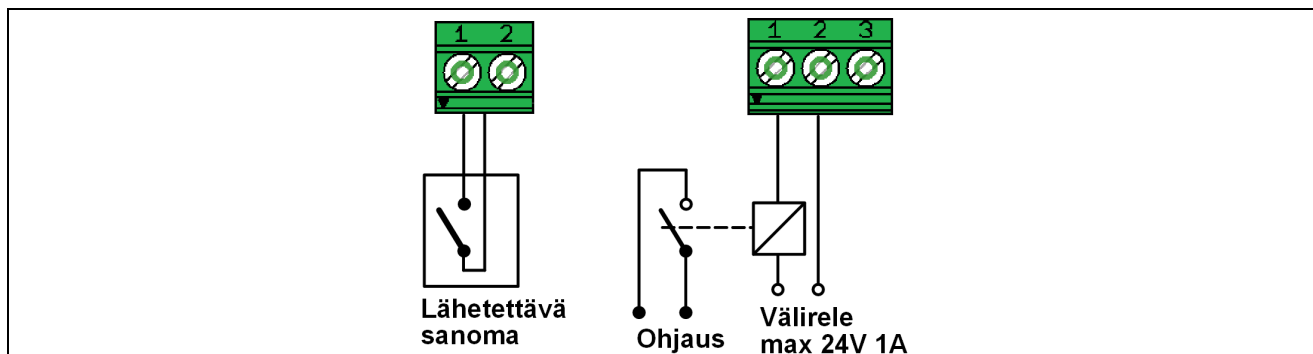 1 2
1 2 3
Lähetettävä
sanoma
Ohjaus
Välirele
max 24V 1A